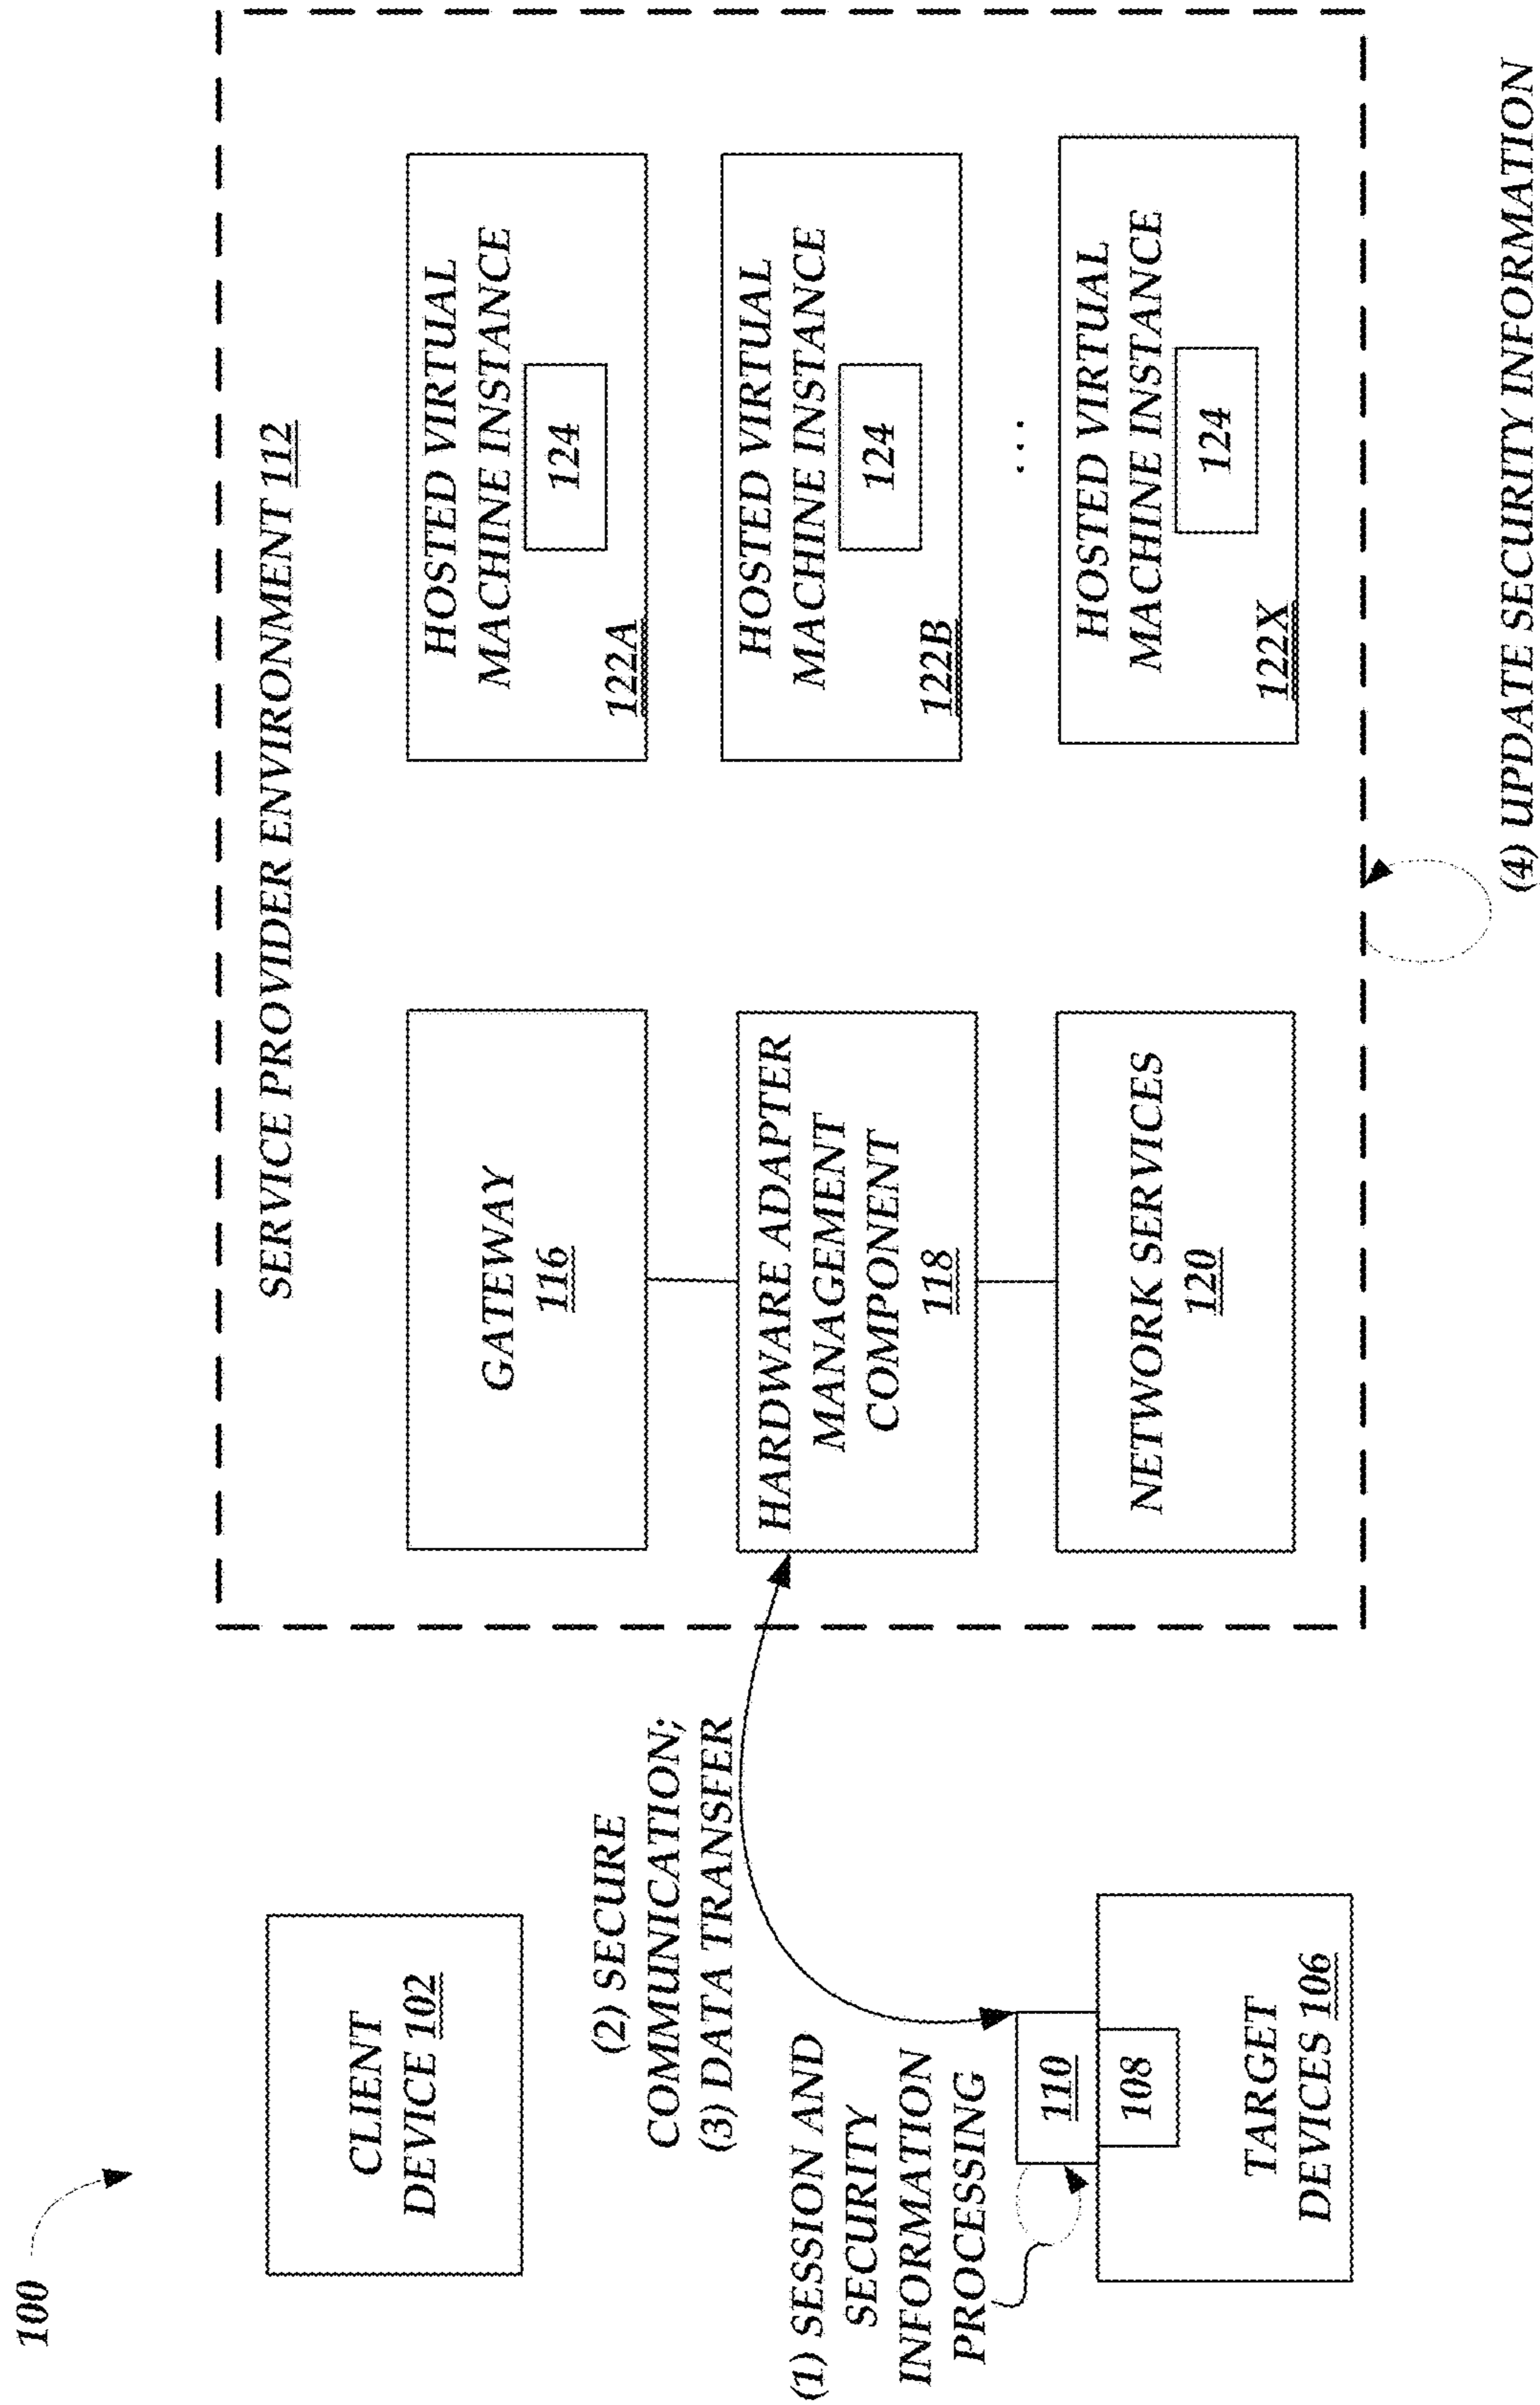 100
CLIENT
DEVICE 102
(2) SECURE
COMMUNICATION;
(3) DATA TRANSFER
(1) SESSION AND
SECURITY
INFORMATION
PROCESSING
110
108
TARGET
DEVICES 106
SERVICE PROVIDER ENVIRONMENT 112
GATEWAY
116
HARDWARE ADAPTER
MANAGEMENT
COMPONENT
118
NETWORK SERVICES
120
HOSTED VIRTUAL
MACHINE INSTANCE
124
122A
HOSTED VIRTUAL
MACHINE INSTANCE
124
122B
...
HOSTED VIRTUAL
MACHINE INSTANCE
124
122X
(4) UPDATE SECURITY INFORMATION